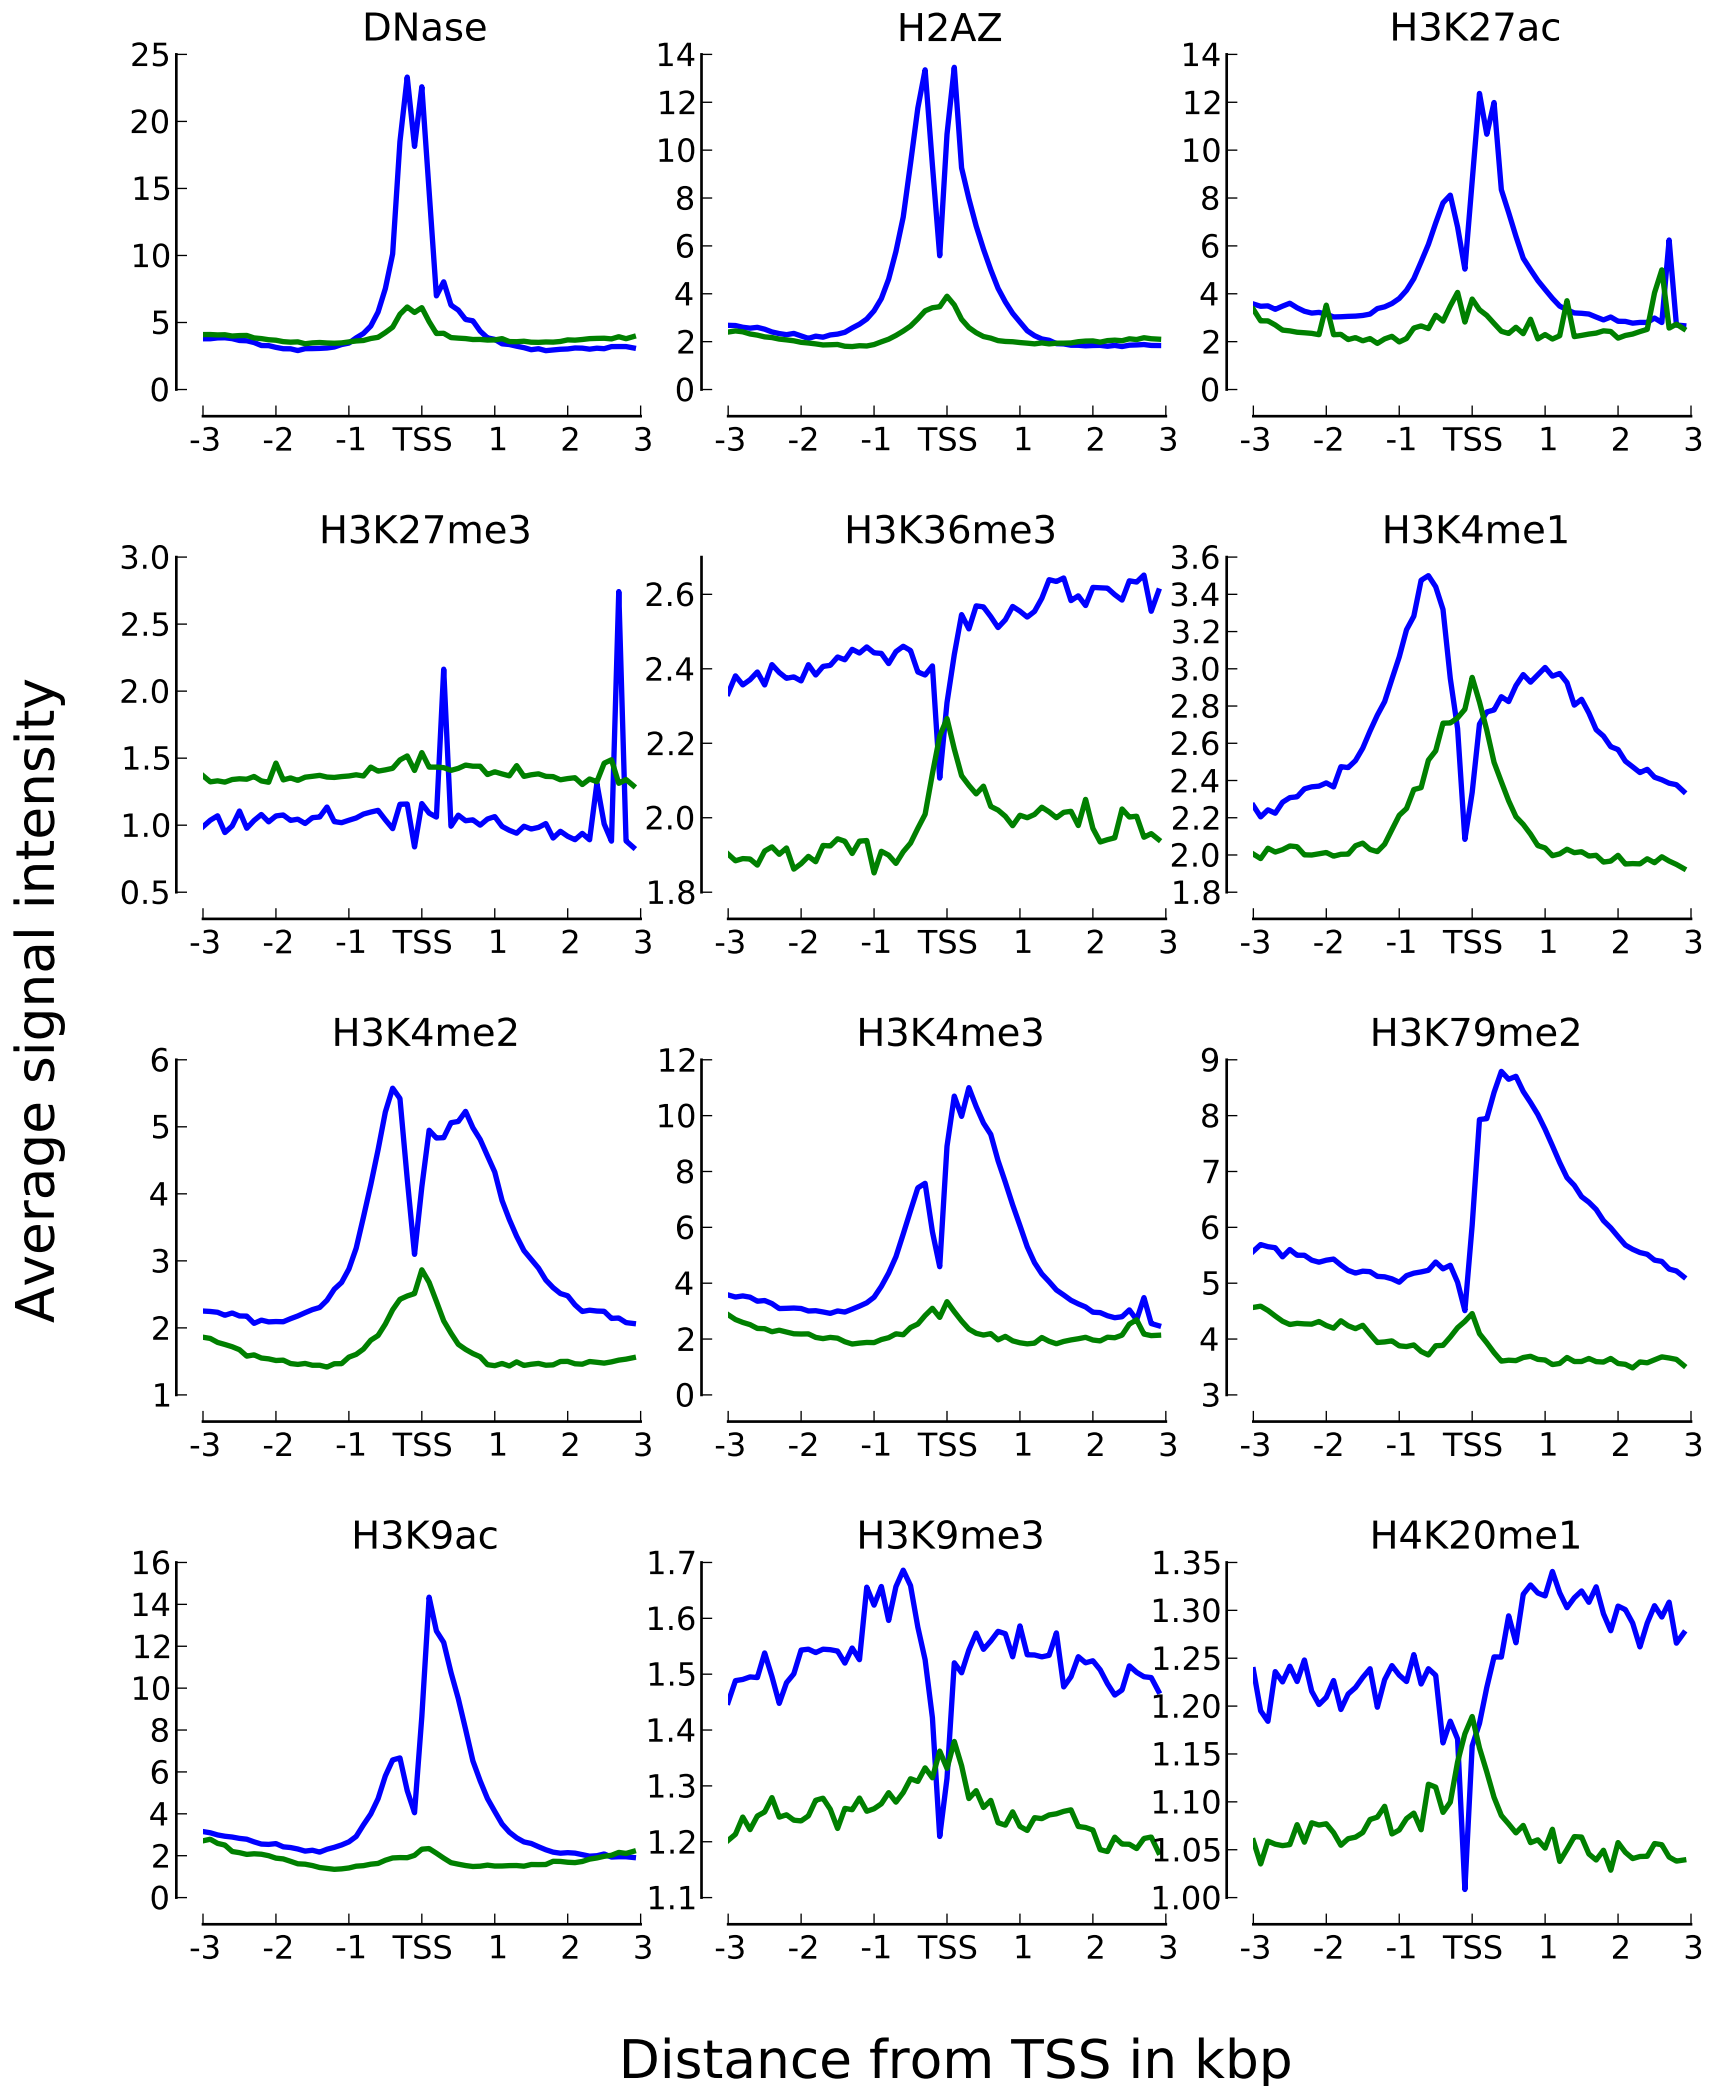 DNase H2AZ H3K27ac
25 14 14
20 12 12
15 10 10
10 8 8
5 6 6
0 4 4
2 2
0 0
-3 -2 -1 TSS 1 2 3 -3 -2 -1 TSS 1 2 3 -3 -2 -1 TSS 1 2 3
H3K27me3 H3K36me3 H3K4me1
3.0 2.6 3.6
2.5 2.4 3.4
2.0 2.2 3.2
1.5 2.0 3.0
1.0 1.8 2.8
0.5 2.6
2.4
2.2
2.0
1.8
-3 -2 -1 TSS 1 2 3 -3 -2 -1 TSS 1 2 3 -3 -2 -1 TSS 1 2 3
Average signal intensity
H3K4me2 H3K4me3 H3K79me2
6 12 9
5 10 8
4 8 7
3 6 6
2 4 5
1 2 4
0 3
-3 -2 -1 TSS 1 2 3 -3 -2 -1 TSS 1 2 3 -3 -2 -1 TSS 1 2 3
H3K9ac H3K9me3 H4K20me1
16 1.7 1.35
14 1.6 1.30
12 1.5 1.25
10 1.4 1.20
8 1.3 1.15
6 1.2 1.10
4 1.1 1.05
2 1.00
0
-3 -2 -1 TSS 1 2 3 -3 -2 -1 TSS 1 2 3 -3 -2 -1 TSS 1 2 3
Distance from TSS in kbp